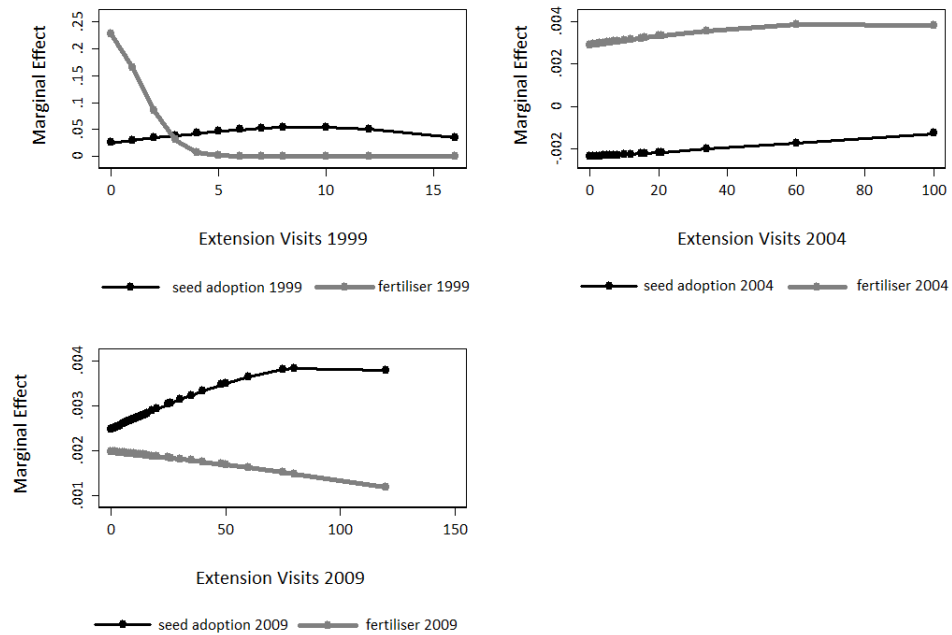 Marginal Effect
.25
.2
.15
.1
.05
0
0 5 10 15
Extension Visits 1999
seed adoption 1999 fertiliser 1999
Marginal Effect
.004
.002
0
-.002
0 20 40 60 80 100
Extension Visits 2004
seed adoption 2004 fertiliser 2004
Marginal Effect
.004
.003
.002
.001
0 50 100 150
Extension Visits 2009
seed adoption 2009 fertiliser 2009